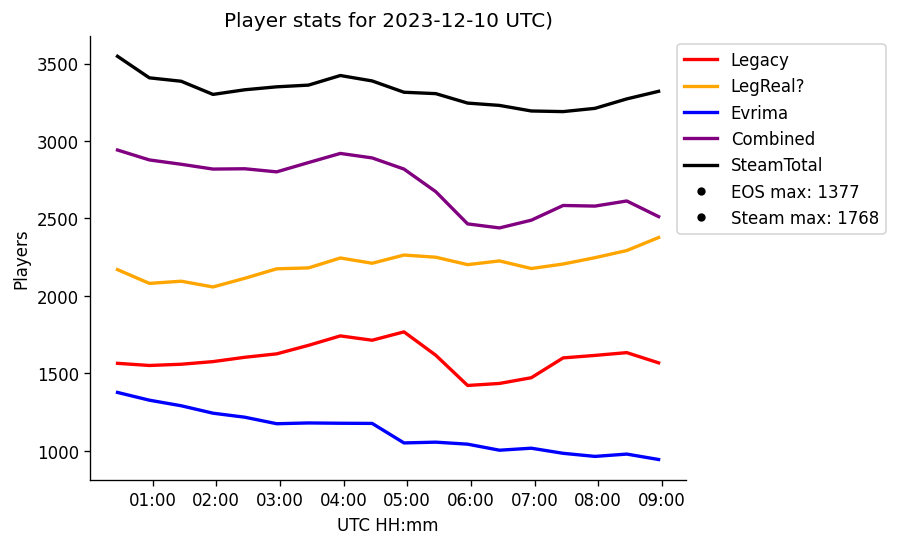 Player stats for 2023-12-10 UTC)
Players
3500
3000
2500
2000
1500
1000
01:00 02:00 03:00 04:00 05:00 06:00 07:00 08:00 09:00
UTC HH:mm
Legacy
LegReal?
Evrima
Combined
SteamTotal
EOS max: 1377
Steam max: 1768